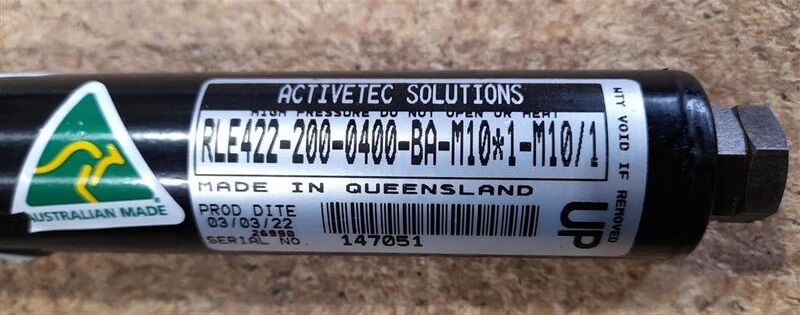 AUSTRALIAN MADE
ACTIVETEC SOLUTIONS
HIGH PRESSURE DO NOT OPEN OR HEAT
RLE422-200-0400-BA-M10*1-M10/1
MADE IN QUEENSLAND
PROD DITE
03/03/22
26990
SERIAL NO.
147051
UP
WTY VOID IF REMOVED